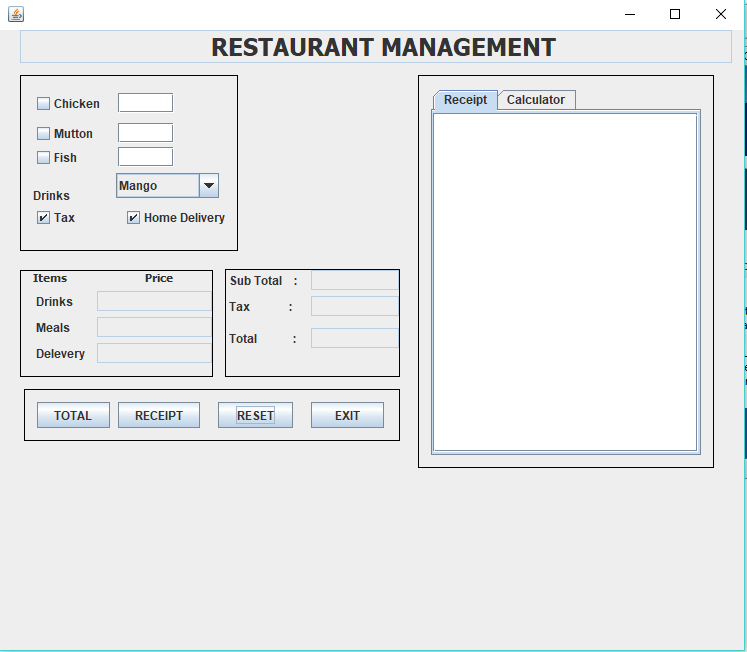 RESTAURANT MANAGEMENT
Chicken
Mutton
Fish
Drinks Mango
Tax Home Delivery
Items Price
Drinks
Meals
Delevery
Sub Total :
Tax :
Total :
TOTAL RECEIPT RESET EXIT
Receipt Calculator